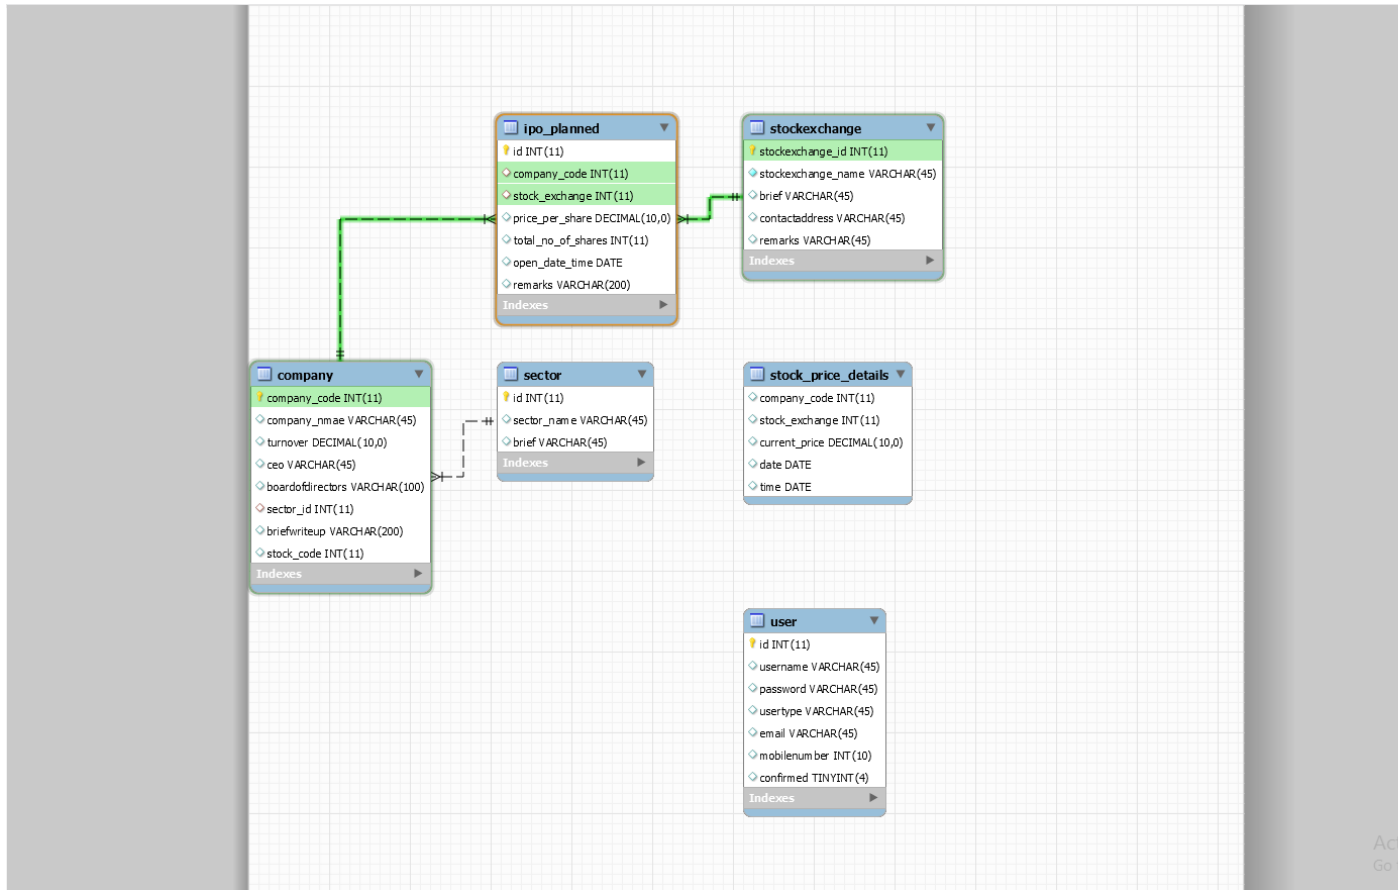 ipo_planned
id INT(11)
company_code INT(11)
stock_exchange INT(11)
price_per_share DECIMAL(10,0)
total_no_of_shares INT(11)
open_date_time DATE
remarks VARCHAR(200)
Indexes
stockexchange
stockexchange_id INT(11)
stockexchange_name VARCHAR(45)
brief VARCHAR(45)
contactaddress VARCHAR(45)
remarks VARCHAR(45)
Indexes
company
company_code INT(11)
company_nmae VARCHAR(45)
turnover DECIMAL(10,0)
ceo VARCHAR(45)
boardofdirectors VARCHAR(100)
sector_id INT(11)
briefwriteup VARCHAR(200)
stock_code INT(11)
Indexes
sector
id INT(11)
sector_name VARCHAR(45)
brief VARCHAR(45)
Indexes
stock_price_details
company_code INT(11)
stock_exchange INT(11)
current_price DECIMAL(10,0)
date DATE
time DATE
user
id INT(11)
username VARCHAR(45)
password VARCHAR(45)
usertype VARCHAR(45)
email VARCHAR(45)
mobilenumber INT(10)
confirmed TINYINT(4)
Indexes
Act
Go